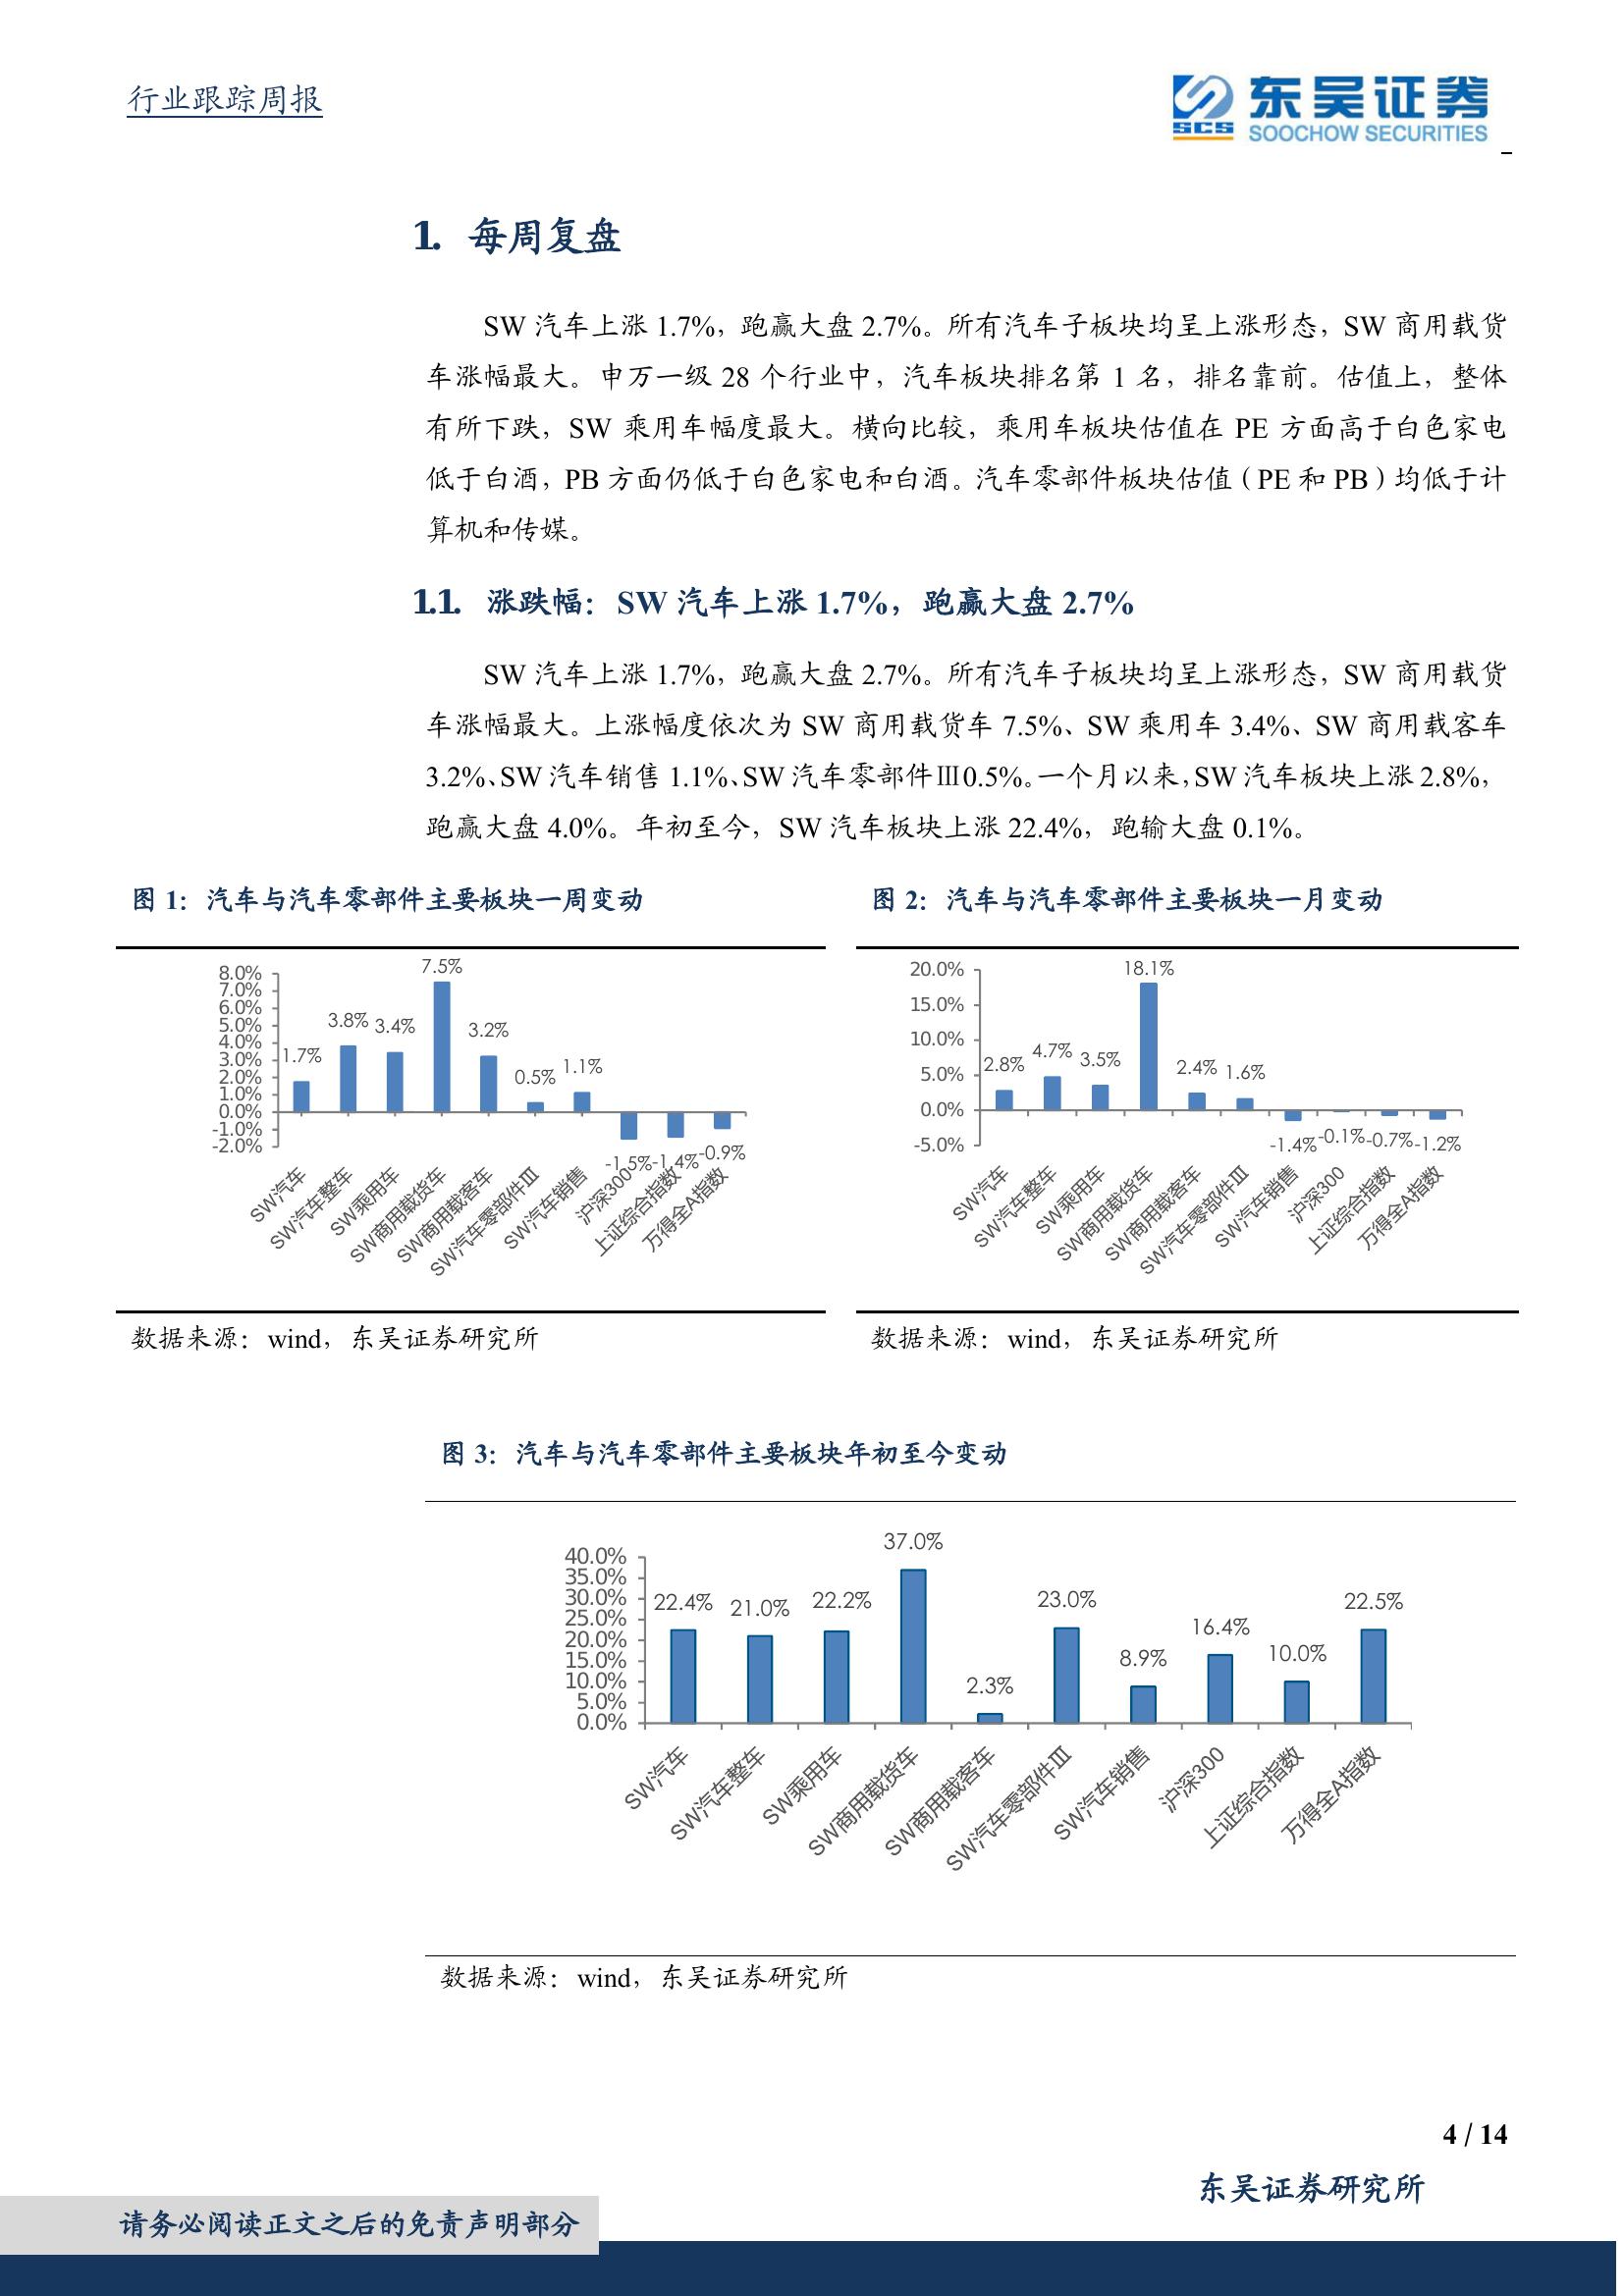 行业跟踪周报
SCS
东吴证券
SOOCHOW SECURITIES
1. 每周复盘
SW 汽车上涨 1.7%，跑赢大盘 2.7%。所有汽车子板块均呈上涨形态，SW 商用载货
车涨幅最大。申万一级 28 个行业中，汽车板块排名第 1 名，排名靠前。估值上，整体
有所下跌，SW 乘用车幅度最大。横向比较，乘用车板块估值在 PE 方面高于白色家电
低于白酒，PB 方面仍低于白色家电和白酒。汽车零部件板块估值（PE 和 PB）均低于计
算机和传媒。
1.1. 涨跌幅：SW 汽车上涨 1.7%，跑赢大盘 2.7%
SW 汽车上涨 1.7%，跑赢大盘 2.7%。所有汽车子板块均呈上涨形态，SW 商用载货
车涨幅最大。上涨幅度依次为 SW 商用载货车 7.5%、SW 乘用车 3.4%、SW 商用载客车
3.2%、SW 汽车销售 1.1%、SW 汽车零部件Ⅲ0.5%。一个月以来，SW 汽车板块上涨 2.8%，
跑赢大盘 4.0%。年初至今，SW 汽车板块上涨 22.4%，跑输大盘 0.1%。
图 1：汽车与汽车零部件主要板块一周变动
8.0%
7.0%
6.0%
5.0%
4.0%
3.0%
2.0%
1.0%
0.0%
-1.0%
-2.0%
1.7%
3.8%
3.4%
7.5%
3.2%
0.5%
1.1%
-1.5%
-1.4%
-0.9%
SW汽车
SW汽车整车
SW乘用车
SW商用载货车
SW商用载客车
SW汽车零部件Ⅲ
SW汽车销售
沪深300
上证综合指数
万得全A指数
数据来源：wind，东吴证券研究所
图 2：汽车与汽车零部件主要板块一月变动
20.0%
15.0%
10.0%
5.0%
0.0%
-5.0%
2.8%
4.7%
3.5%
18.1%
2.4%
1.6%
-1.4%
-0.1%
-0.7%
-1.2%
SW汽车
SW汽车整车
SW乘用车
SW商用载货车
SW商用载客车
SW汽车零部件Ⅲ
SW汽车销售
沪深300
上证综合指数
万得全A指数
数据来源：wind，东吴证券研究所
图 3：汽车与汽车零部件主要板块年初至今变动
40.0%
35.0%
30.0%
25.0%
20.0%
15.0%
10.0%
5.0%
0.0%
22.4%
21.0%
22.2%
37.0%
2.3%
23.0%
8.9%
16.4%
10.0%
22.5%
SW汽车
SW汽车整车
SW乘用车
SW商用载货车
SW商用载客车
SW汽车零部件Ⅲ
SW汽车销售
沪深300
上证综合指数
万得全A指数
数据来源：wind，东吴证券研究所
4 / 14
东吴证券研究所
请务必阅读正文之后的免责声明部分